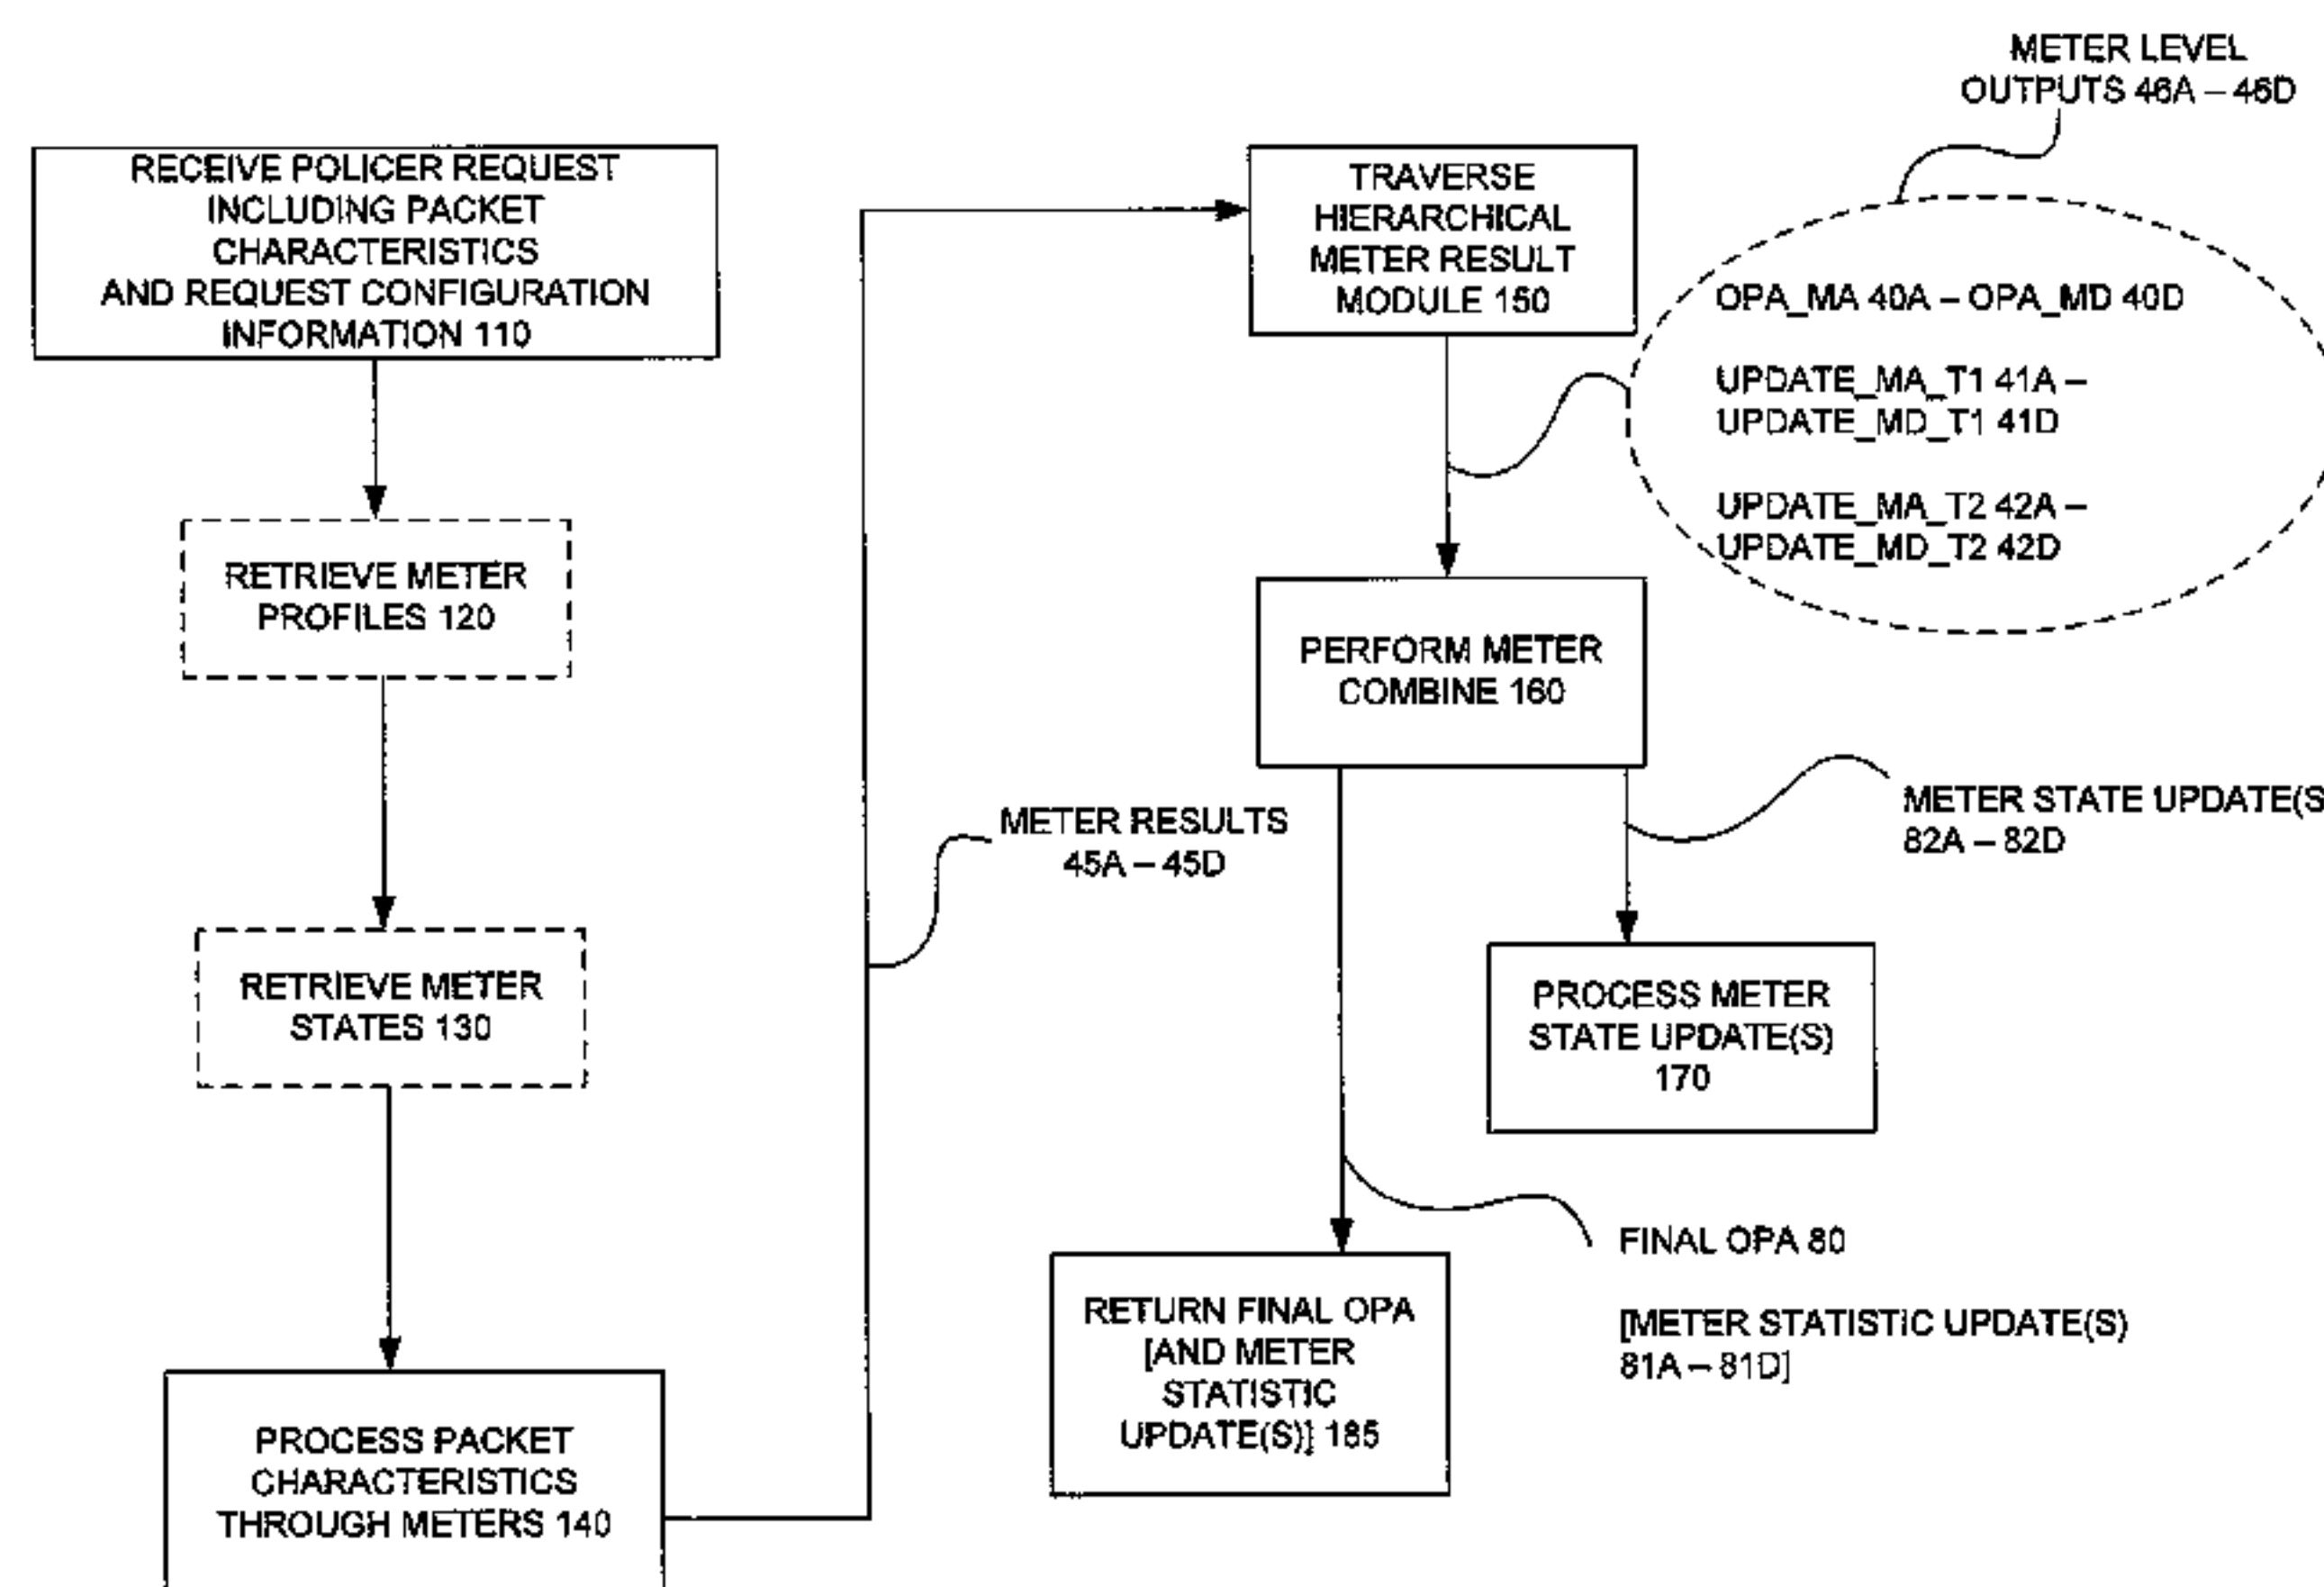 RECEIVE POLICER REQUEST
INCLUDING PACKET
CHARACTERISTICS
AND REQUEST CONFIGURATION
INFORMATION 110
RETRIEVE METER
PROFILES 120
RETRIEVE METER
STATES 130
PROCESS PACKET
CHARACTERISTICS
THROUGH METERS 140
METER RESULTS
45A – 45D
TRAVERSE
HIERARCHICAL
METER RESULT
MODULE 150
METER LEVEL
OUTPUTS 46A – 46D
OPA_MA 40A – OPA_MD 40D
UPDATE_MA_T1 41A –
UPDATE_MD_T1 41D
UPDATE_MA_T2 42A –
UPDATE_MD_T2 42D
PERFORM METER
COMBINE 160
METER STATE UPDATE(S
82A – 82D
PROCESS METER
STATE UPDATE(S)
170
FINAL OPA 80
[METER STATISTIC UPDATE(S)
81A – 81D]
RETURN FINAL OPA
[AND METER
STATISTIC
UPDATE(S)] 185